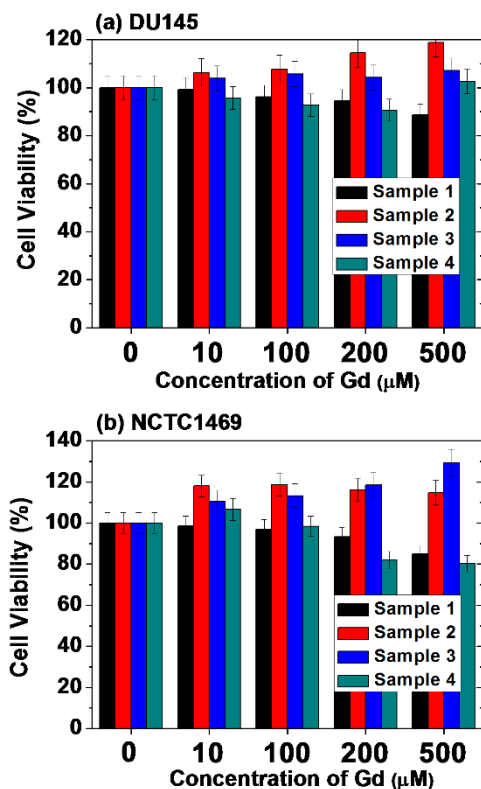 (a) DU145
120
100
80
60
40
20
0
Cell Viability (%)
Sample 1
Sample 2
Sample 3
Sample 4
0 10 100 200 500
Concentration of Gd (μM)
(b) NCTC1469
140
120
100
80
60
40
20
0
Cell Viability (%)
Sample 1
Sample 2
Sample 3
Sample 4
0 10 100 200 500
Concentration of Gd (μM)